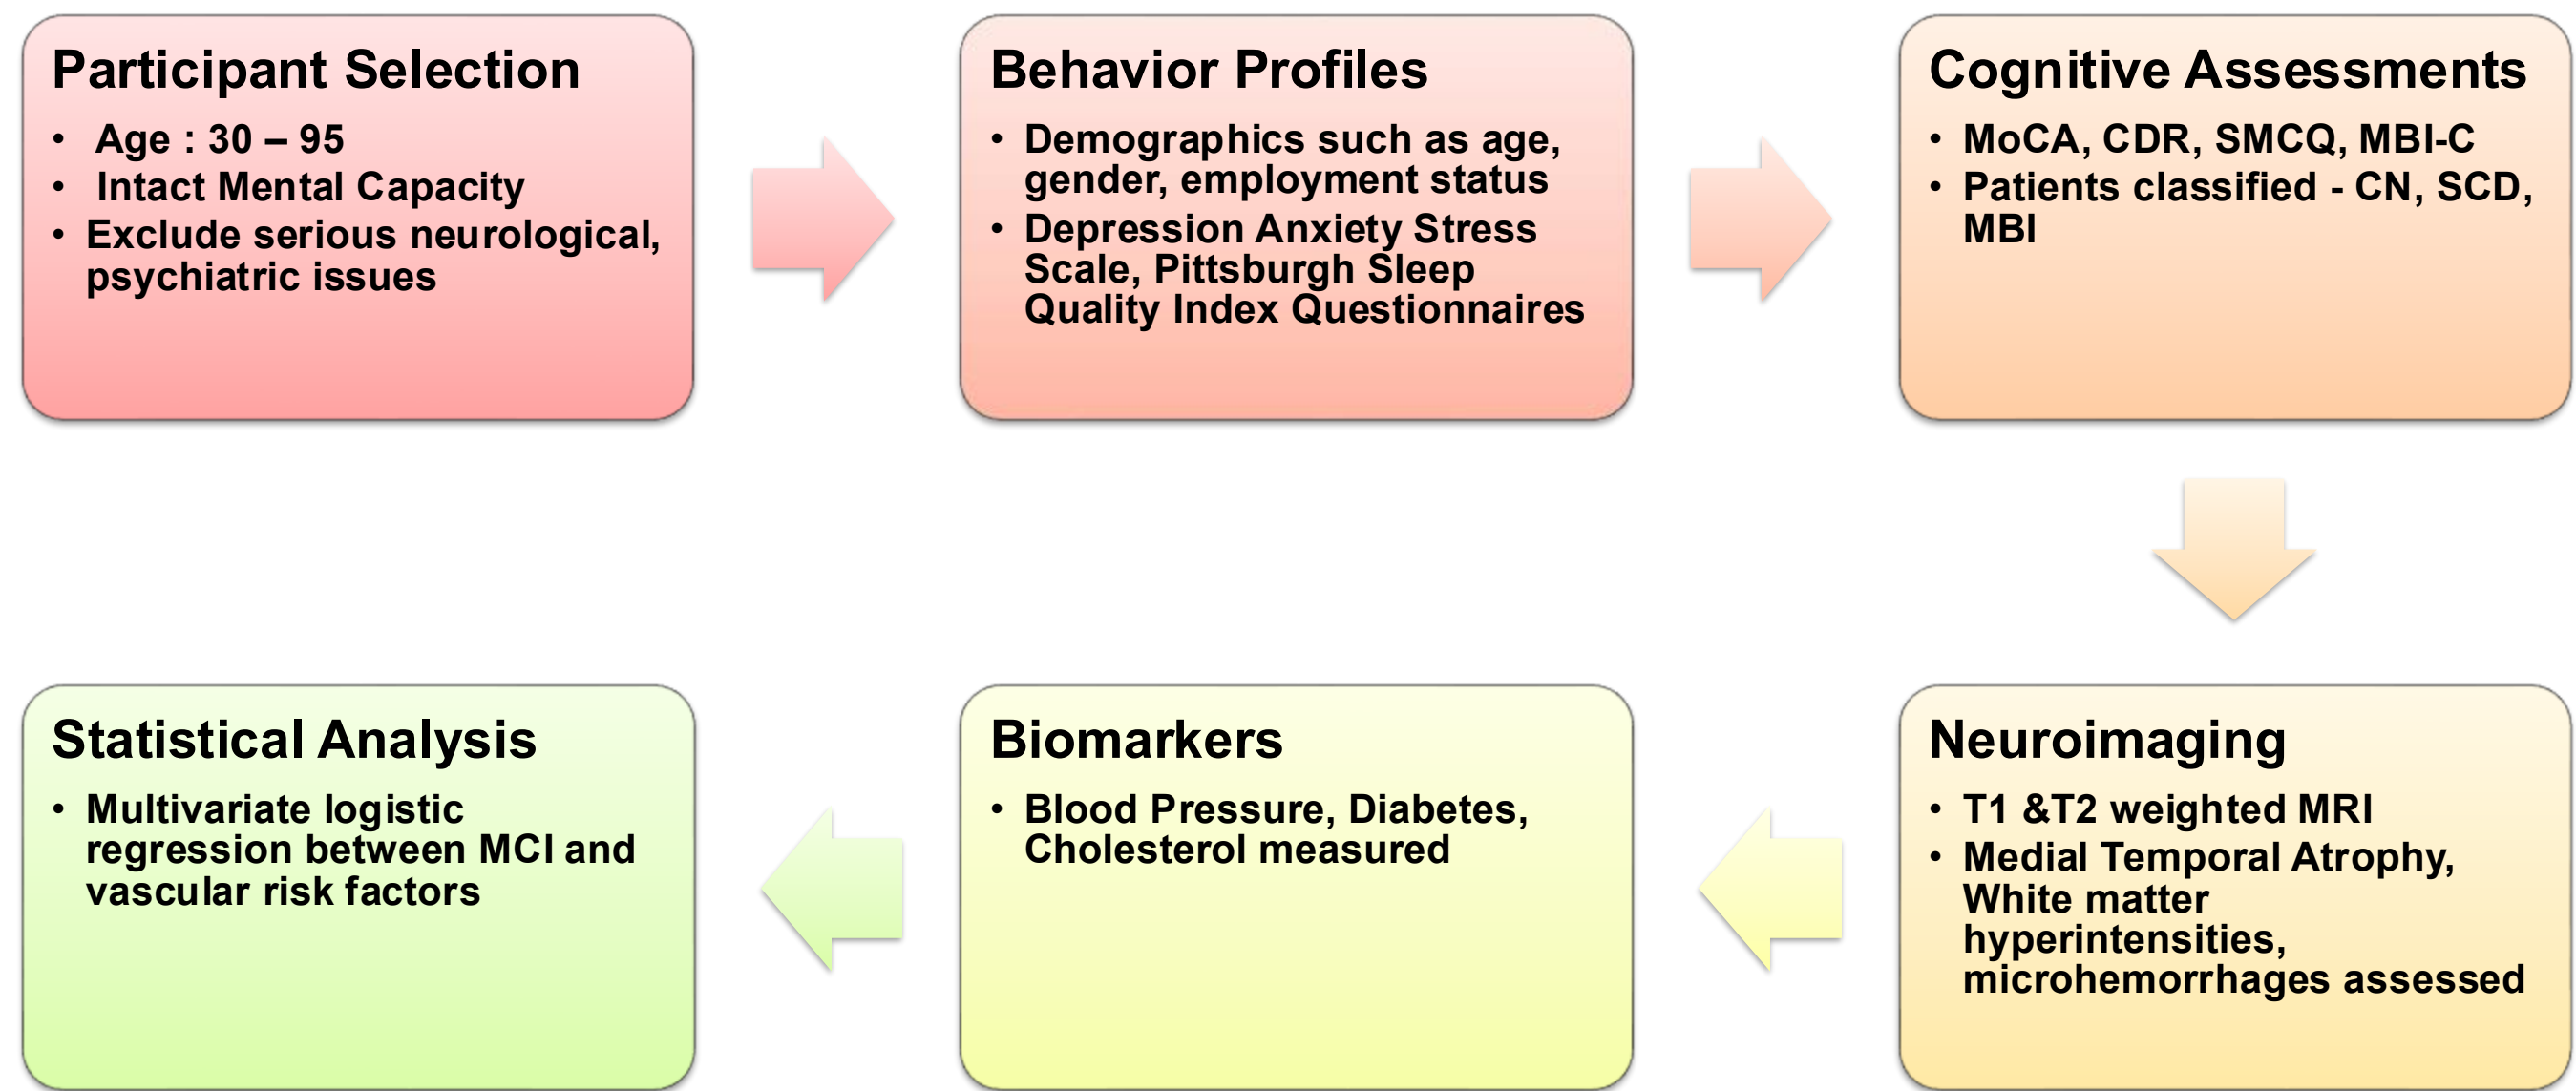 Participant Selection
• Age : 30 – 95
• Intact Mental Capacity
• Exclude serious neurological,
psychiatric issues
Behavior Profiles
• Demographics such as age,
gender, employment status
• Depression Anxiety Stress
Scale, Pittsburgh Sleep
Quality Index Questionnaires
Cognitive Assessments
• MoCA, CDR, SMCQ, MBI-C
• Patients classified - CN, SCD,
MBI
Neuroimaging
• T1 &T2 weighted MRI
• Medial Temporal Atrophy,
White matter
hyperintensities,
microhemorrhages assessed
Biomarkers
• Blood Pressure, Diabetes,
Cholesterol measured
Statistical Analysis
• Multivariate logistic
regression between MCI and
vascular risk factors